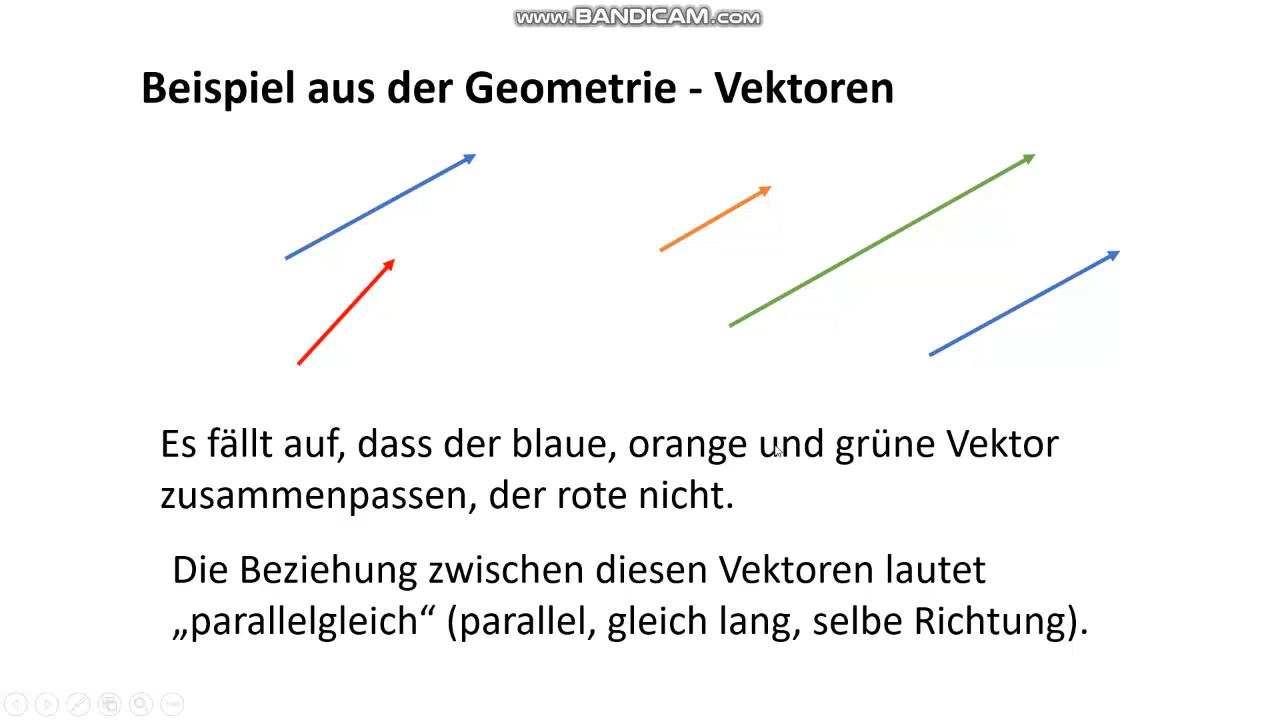 www.BANDICAM.com
Beispiel aus der Geometrie - Vektoren
Es fällt auf, dass der blaue, orange und grüne Vektor
zusammenpassen, der rote nicht.
Die Beziehung zwischen diesen Vektoren lautet
„parallelgleich“ (parallel, gleich lang, selbe Richtung).